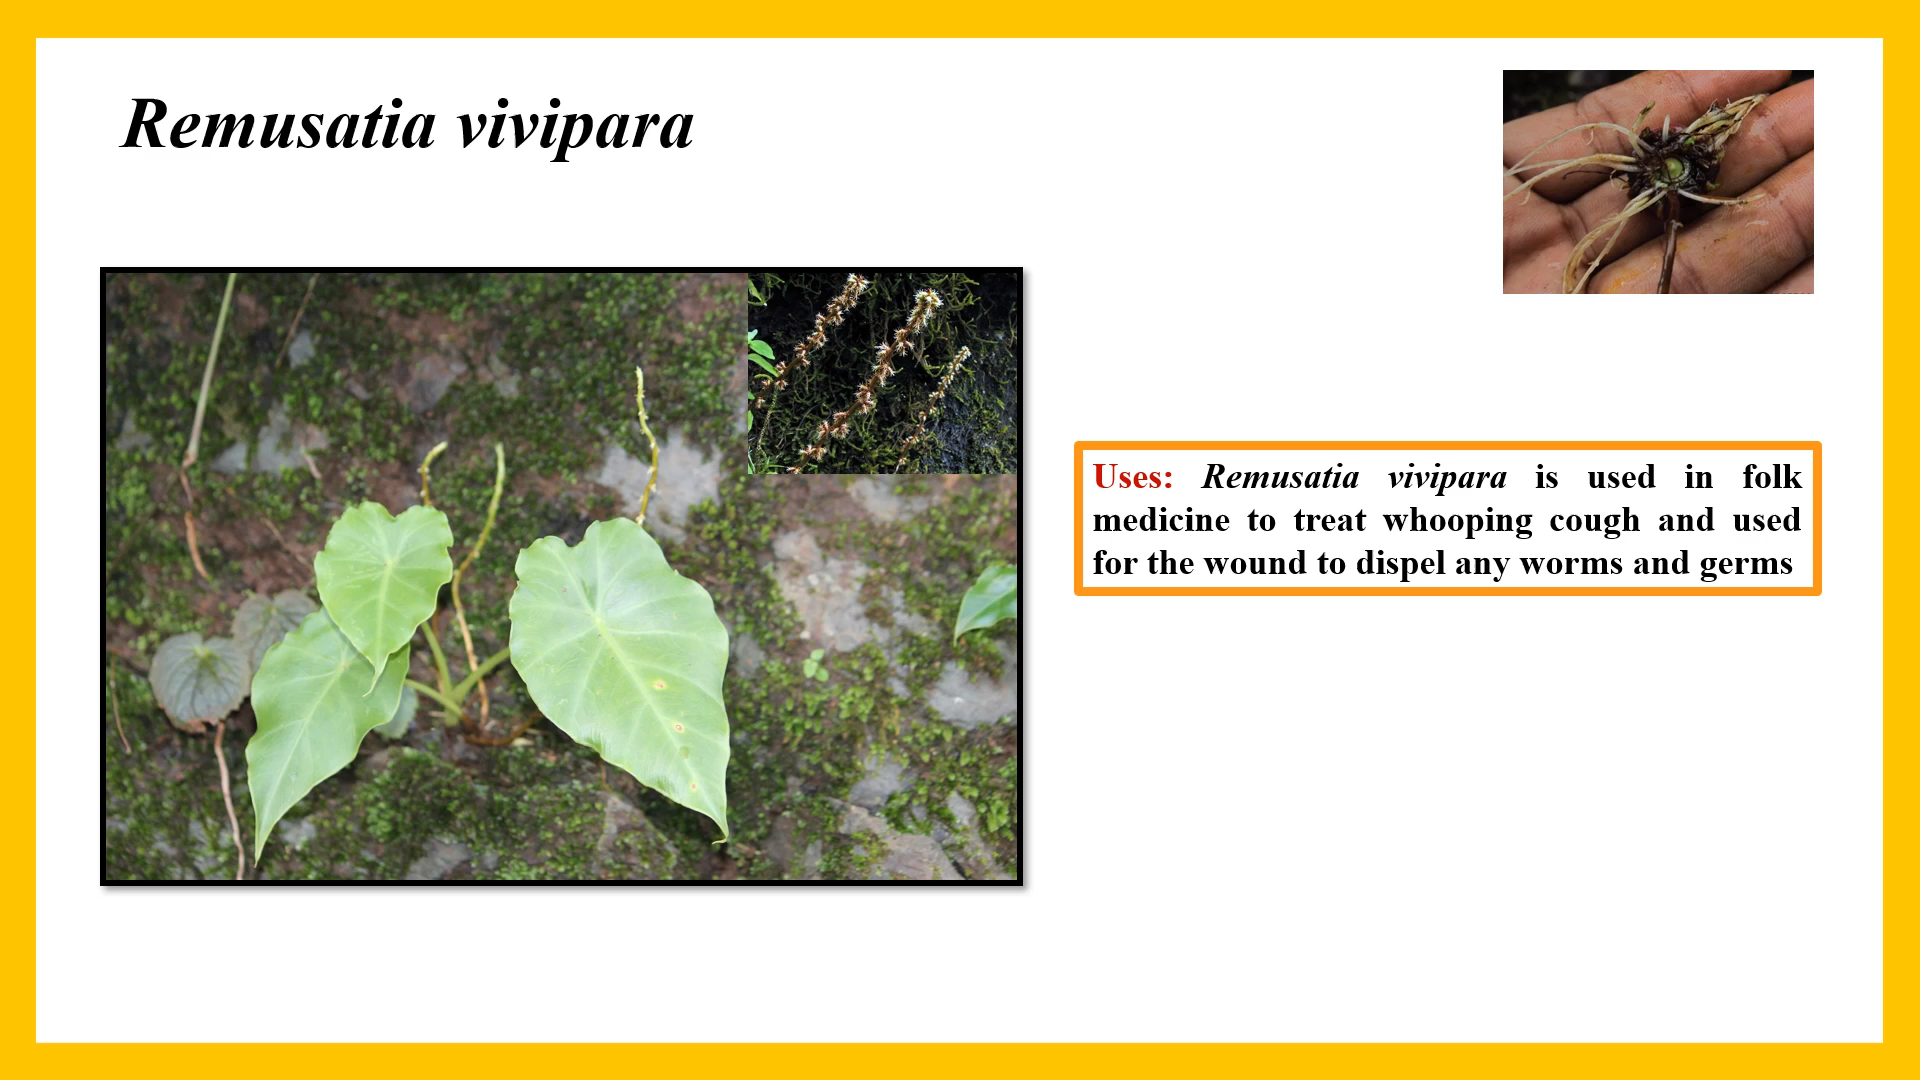 Remusatia vivipara
Uses: Remusatia vivipara is used in folk
medicine to treat whooping cough and used
for the wound to dispel any worms and germs